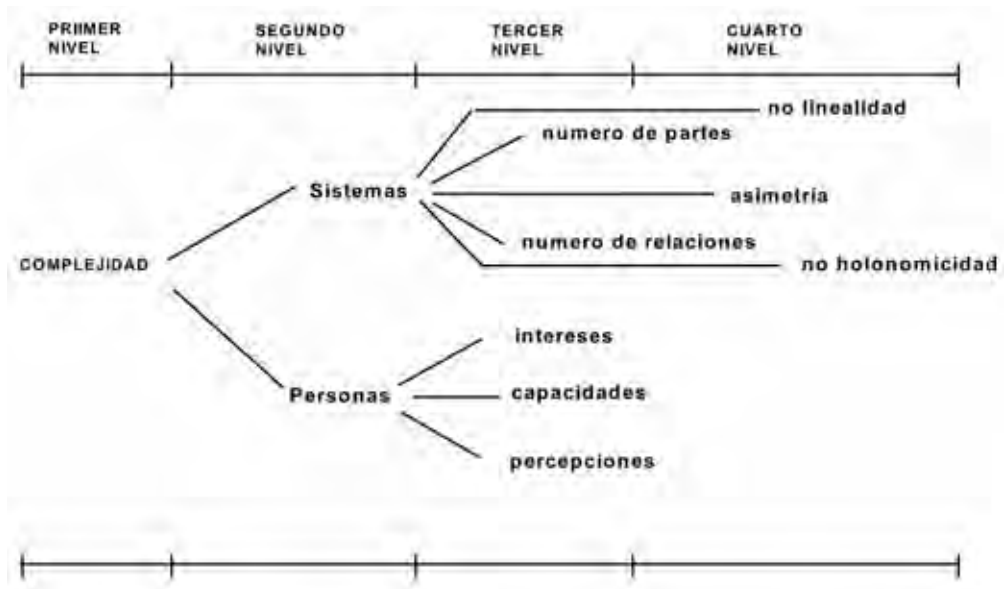 PRIIMER NIVEL
SEGUNDO NIVEL
TERCER NIVEL
CUARTO NIVEL
no linealidad
numero de partes
Sistemas
asimetría
numero de relaciones
COMPLEJIDAD
no holonomicidad
intereses
Personas
capacidades
percepciones